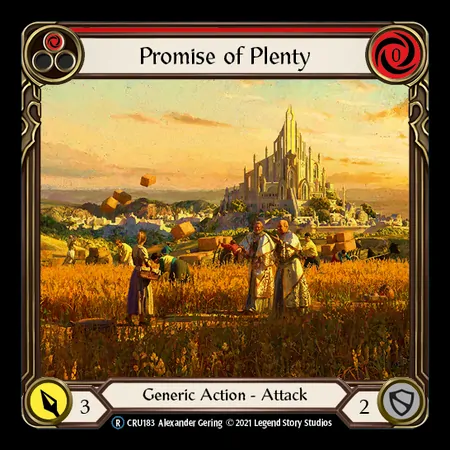 Promise of Plenty
0
Generic Action - Attack
3
2
R CRU183 Alexander Gering © 2021 Legend Story Studios